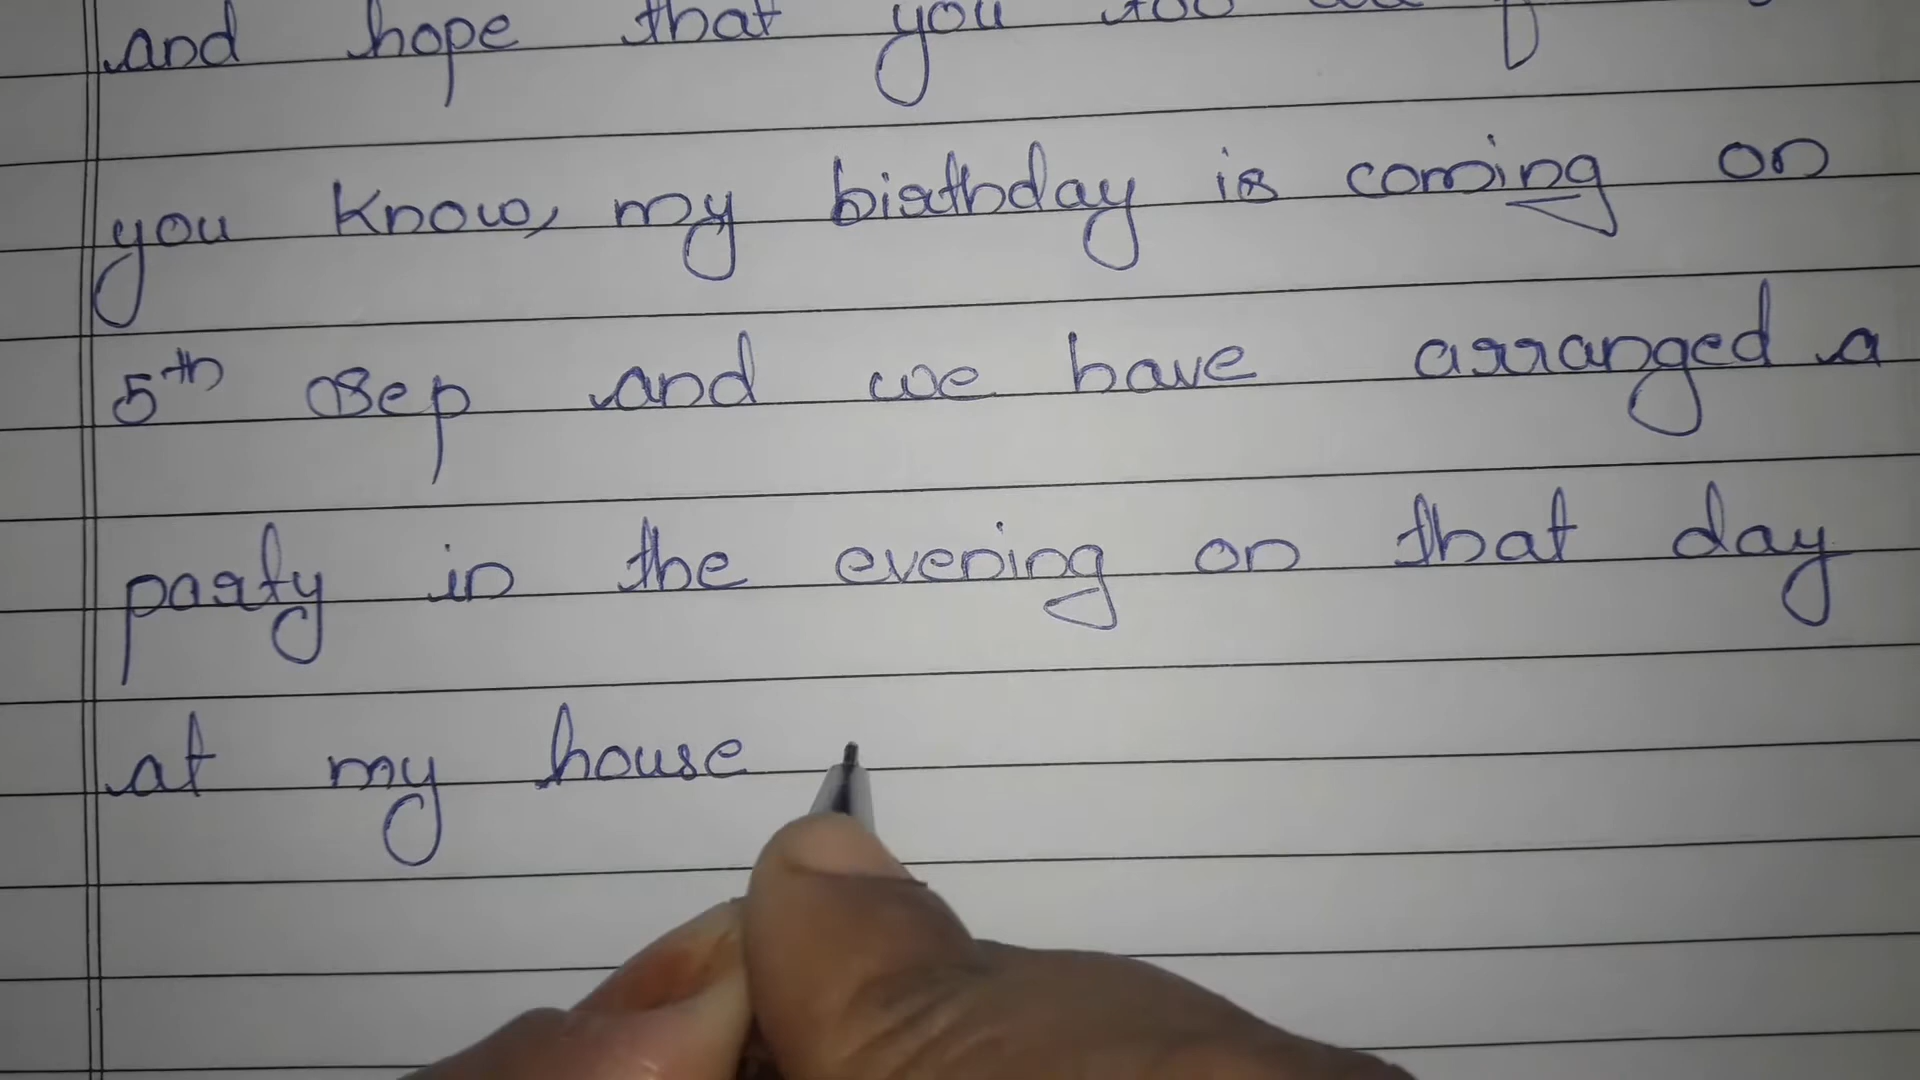 and hope that you too
you know, my birthday is coming on
5th Sep and we have arranged a
party in the evening on that day
at my house